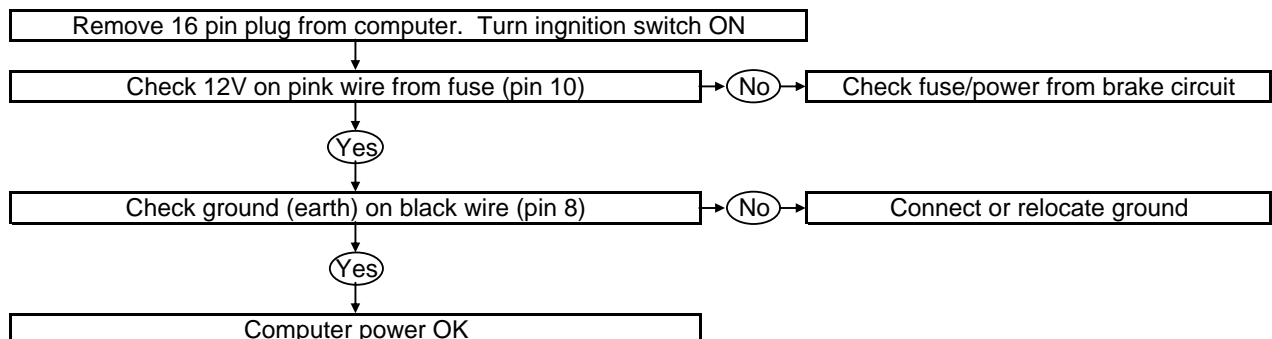 Remove 16 pin plug from computer.  Turn ingnition switch ON
Check 12V on pink wire from fuse (pin 10)
No
Check fuse/power from brake circuit
Yes
Check ground (earth) on black wire (pin 8)
No
Connect or relocate ground
Yes
Computer power OK